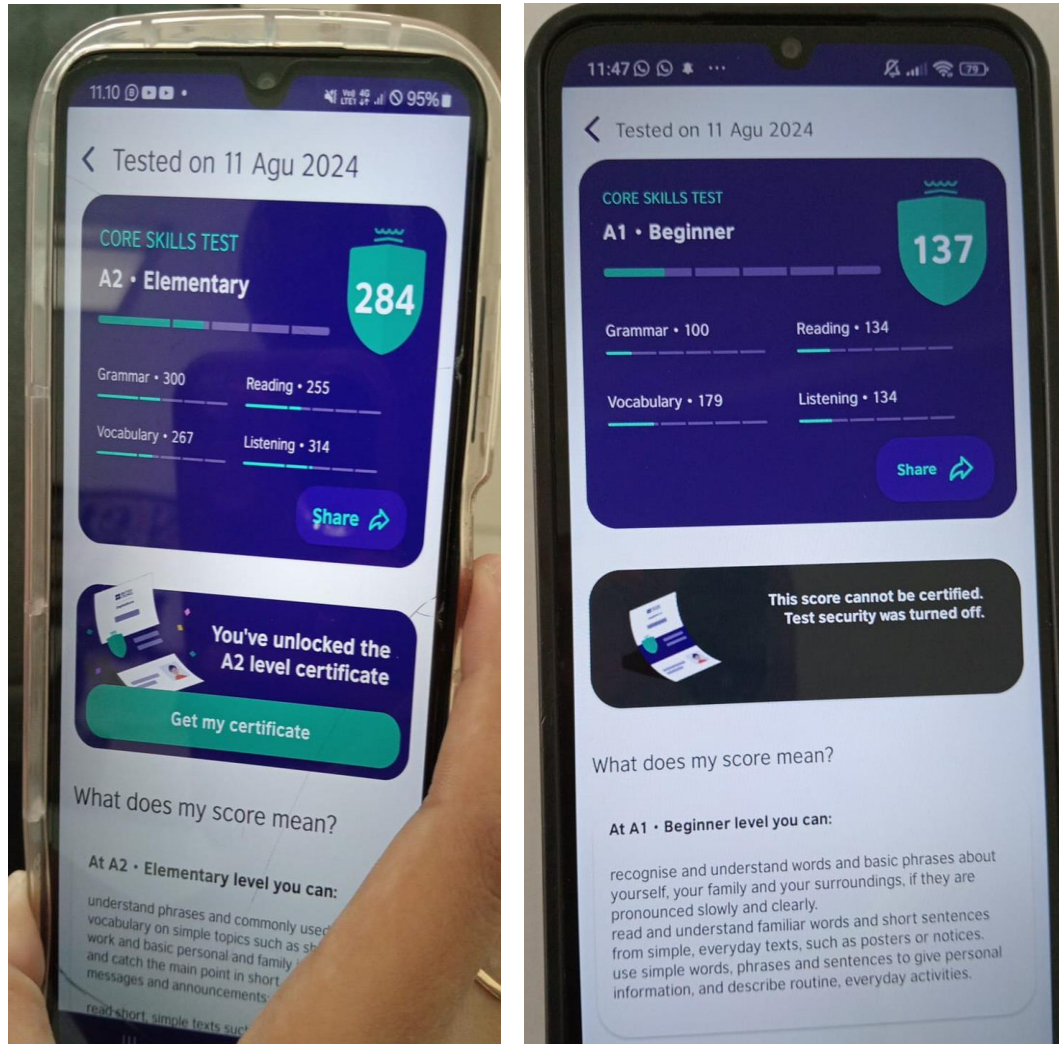 11.10
95%
Tested on 11 Agu 2024
CORE SKILLS TEST
A2 • Elementary
284
Grammar • 300
Reading • 255
Vocabulary • 267
Listening • 314
Share
You've unlocked the
A2 level certificate
Get my certificate
What does my score mean?
At A2 • Elementary level you can:
understand phrases and commonly used
vocabulary on simple topics such as
work and basic personal and family
and catch the main point in short
messages and announcements
read short, simple texts
11:47
79
Tested on 11 Agu 2024
CORE SKILLS TEST
A1 • Beginner
137
Grammar • 100
Reading • 134
Vocabulary • 179
Listening • 134
Share
This score cannot be certified.
Test security was turned off.
What does my score mean?
At A1 • Beginner level you can:
recognise and understand words and basic phrases about
yourself, your family and your surroundings, if they are
pronounced slowly and clearly.
read and understand familiar words and short sentences
from simple, everyday texts, such as posters or notices.
use simple words, phrases and sentences to give personal
information, and describe routine, everyday activities.